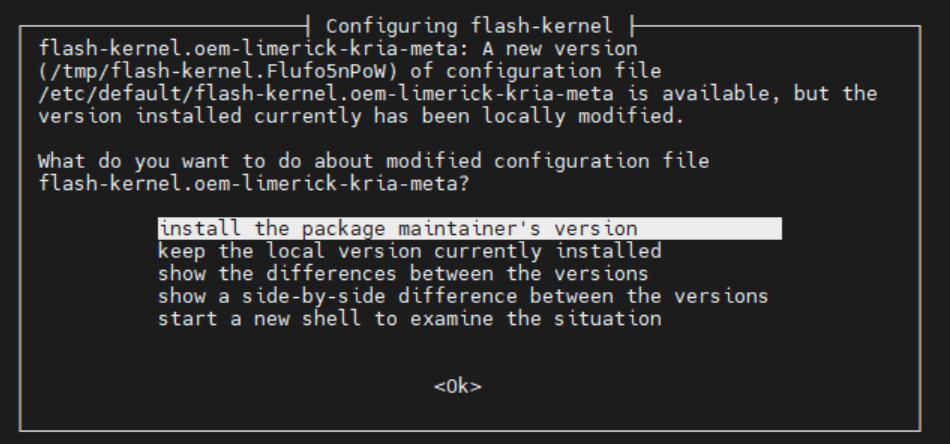 Configuring flash-kernel
flash-kernel.oem-limerick-kria-meta: A new version
(/tmp/flash-kernel.Flufo5nPoW) of configuration file
/etc/default/flash-kernel.oem-limerick-kria-meta is available, but the
version installed currently has been locally modified.
What do you want to do about modified configuration file
flash-kernel.oem-limerick-kria-meta?
install the package maintainer's version
keep the local version currently installed
show the differences between the versions
show a side-by-side difference between the versions
start a new shell to examine the situation
<Ok>